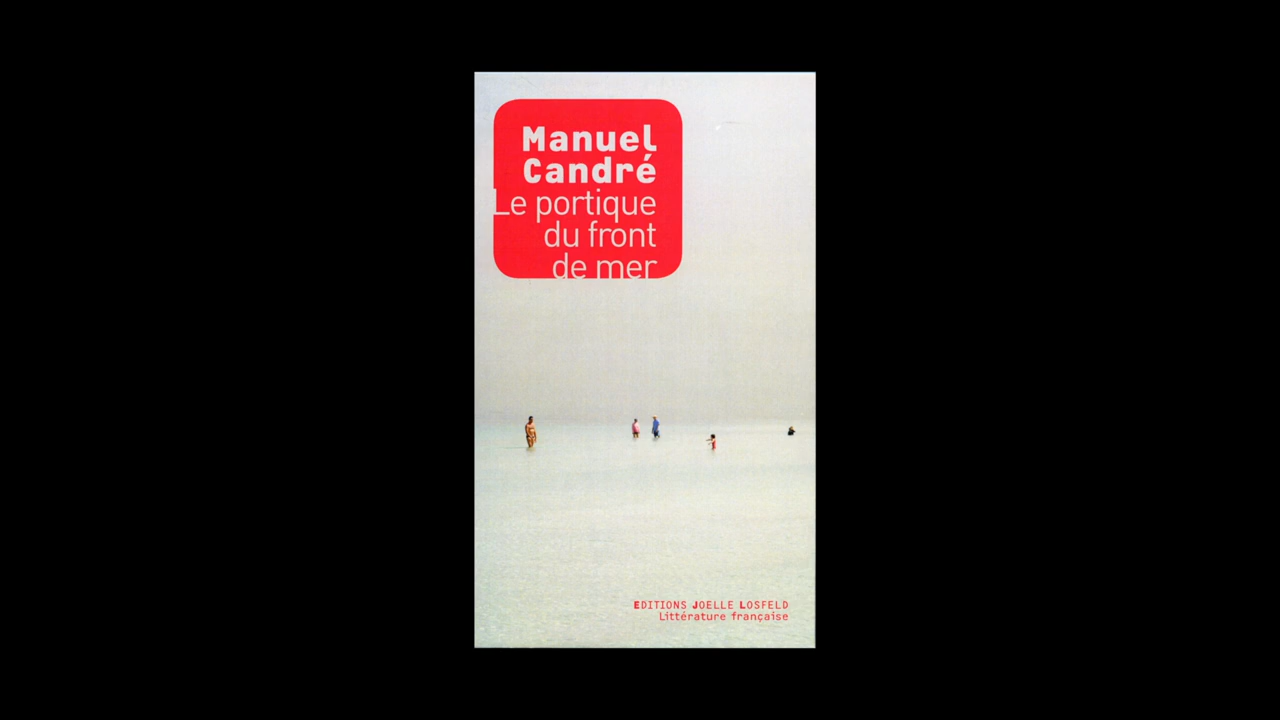 Manuel
Candré
Le portique
du front
de mer
EDITIONS JOELLE LOSFELD
Littérature française